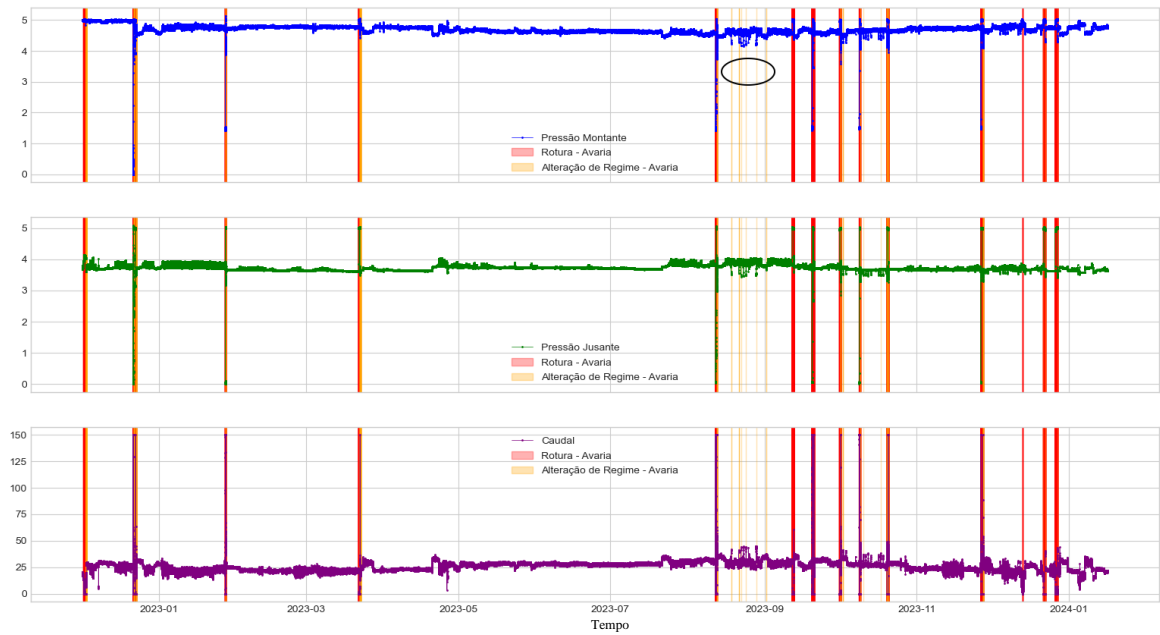 5
4
3
2
1
0
Pressão Montante
Rotura - Avaria
Alteração de Regime - Avaria
5
4
3
2
1
0
Pressão Jusante
Rotura - Avaria
Alteração de Regime - Avaria
150
125
100
75
50
25
0
Caudal
Rotura - Avaria
Alteração de Regime - Avaria
2023-01 2023-03 2023-05 2023-07 2023-09 2023-11 2024-01
Tempo